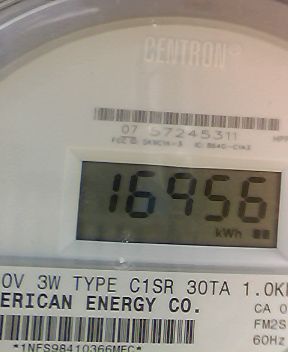 CENTRON®
07 57245311
16956
kWh
0V 3W TYPE C1SR 30TA 1.0K
ERICAN ENERGY CO.
CA 0
FM2S
60Hz
*1NFS98410366MEC*